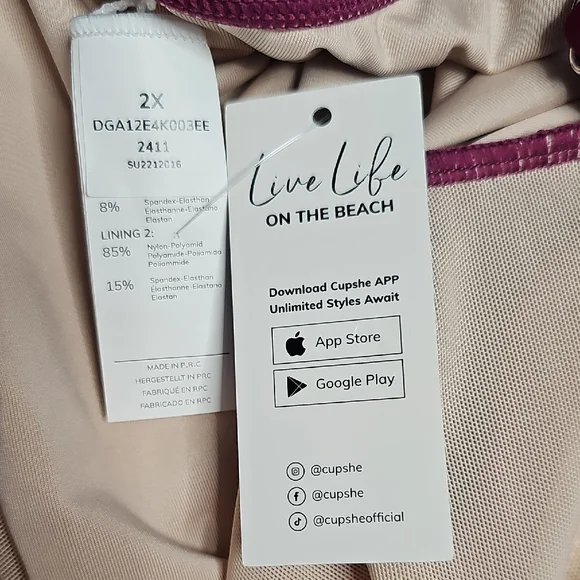 2X
DGA12E4K003EE
2411
SU2212016
8%
Spandex-Elasthan
Elasthanne-Elastano
Elastan
LINING 2:
85%
Nylon-Polyamid
Polyamide-Poliamida
Poliammide
15%
Spandex-Elasthan
Elasthanne-Elastano
Elastan
MADE IN P.R.C.
HERGESTELLT IN PRC
FABRIQUÉ EN RPC
FABRICADO EN RPC
Live Life
ON THE BEACH
Download Cupshe APP
Unlimited Styles Await
App Store
Google Play
@cupshe
@cupshe
@cupsheofficial